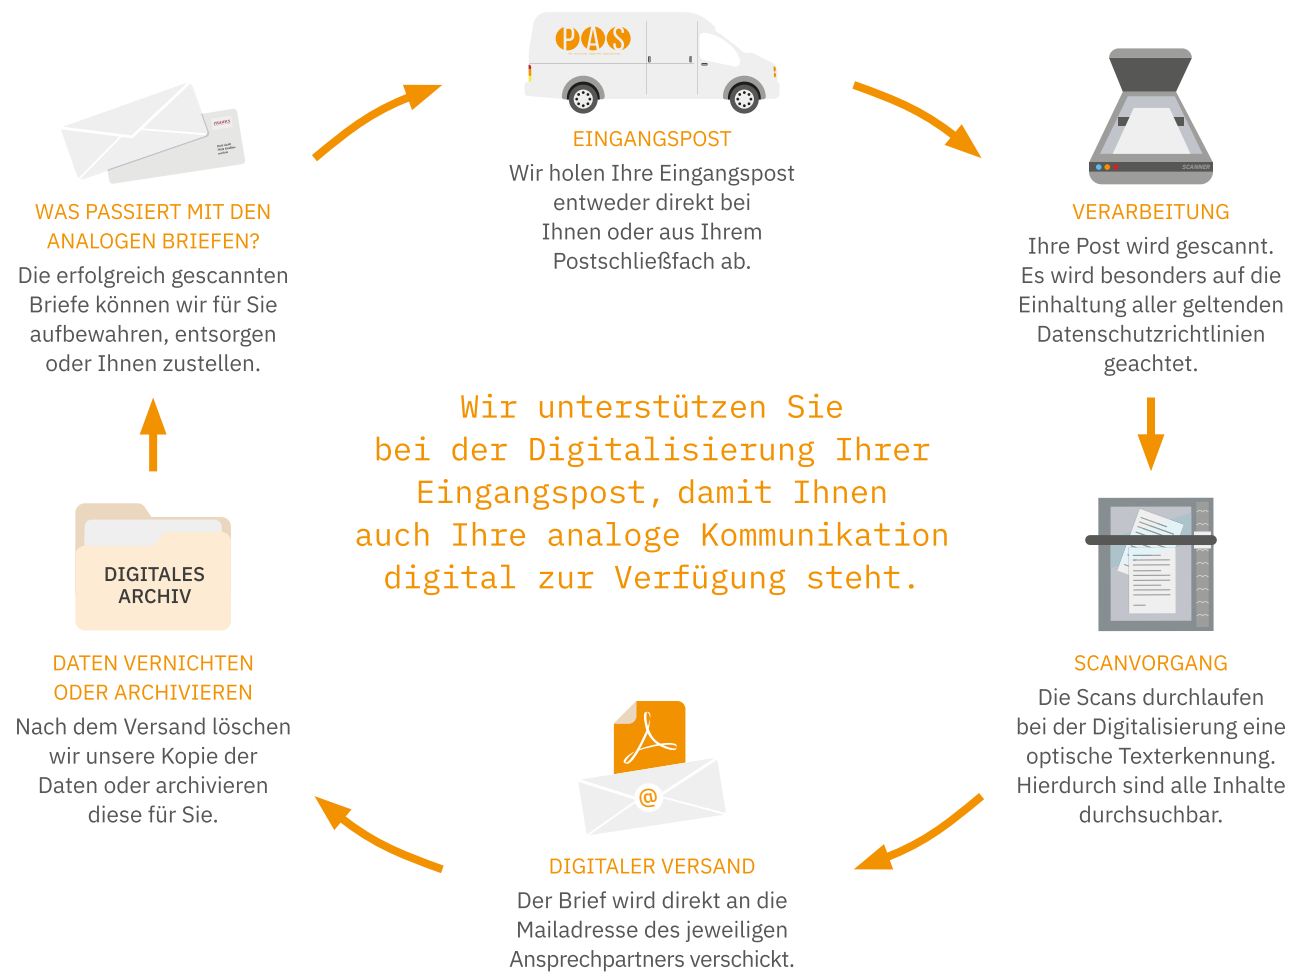 PAS
EINGANGSPOST
Wir holen Ihre Eingangspost
entweder direkt bei
Ihnen oder aus Ihrem
Postschließfach ab.
SCANNER
VERARBEITUNG
Ihre Post wird gescannt.
Es wird besonders auf die
Einhaltung aller geltenden
Datenschutzrichtlinien
geachtet.
SCANVORGANG
Die Scans durchlaufen
bei der Digitalisierung eine
optische Texterkennung.
Hierdurch sind alle Inhalte
durchsuchbar.
@
DIGITALER VERSAND
Der Brief wird direkt an die
Mailadresse des jeweiligen
Ansprechpartners verschickt.
DIGITALES
ARCHIV
DATEN VERNICHTEN
ODER ARCHIVIEREN
Nach dem Versand löschen
wir unsere Kopie der
Daten oder archivieren
diese für Sie.
WAS PASSIERT MIT DEN
ANALOGEN BRIEFEN?
Die erfolgreich gescannten
Briefe können wir für Sie
aufbewahren, entsorgen
oder Ihnen zustellen.
Wir unterstützen Sie
bei der Digitalisierung Ihrer
Eingangspost, damit Ihnen
auch Ihre analoge Kommunikation
digital zur Verfügung steht.